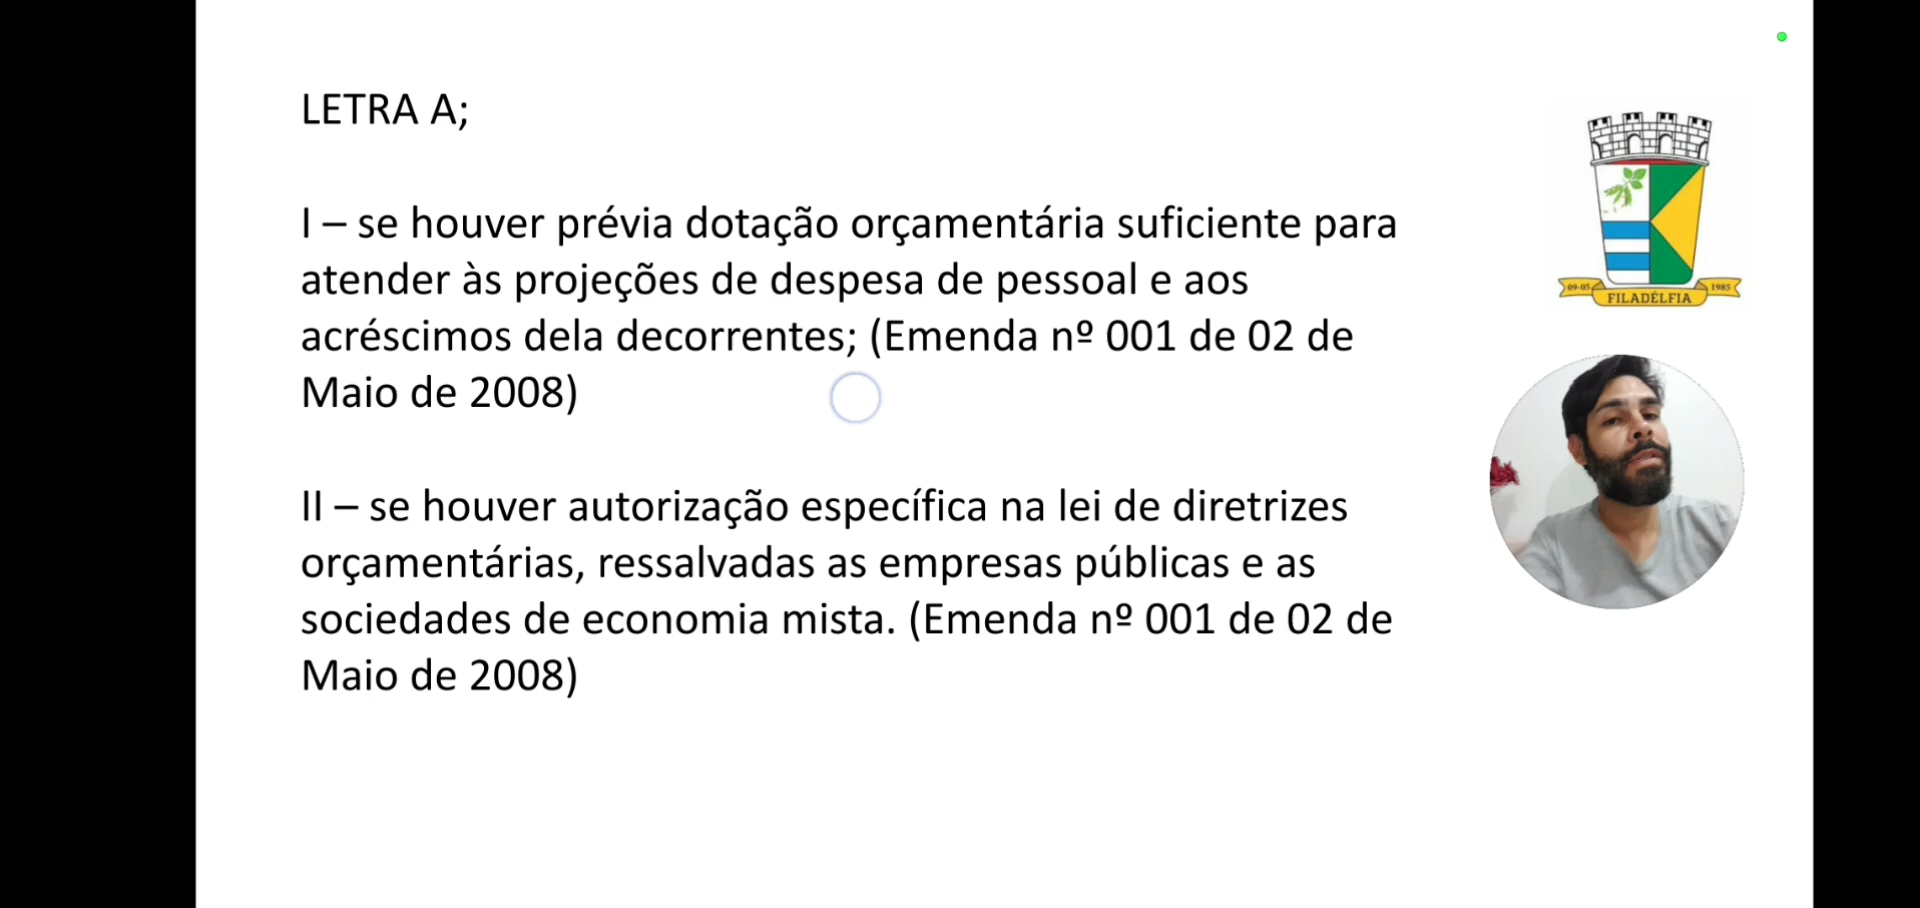 LETRA A;
I – se houver prévia dotação orçamentária suficiente para
atender às projeções de despesa de pessoal e aos
acréscimos dela decorrentes; (Emenda nº 001 de 02 de
Maio de 2008)
II – se houver autorização específica na lei de diretrizes
orçamentárias, ressalvadas as empresas públicas e as
sociedades de economia mista. (Emenda nº 001 de 02 de
Maio de 2008)
09-05 FILADÉLFIA 1985